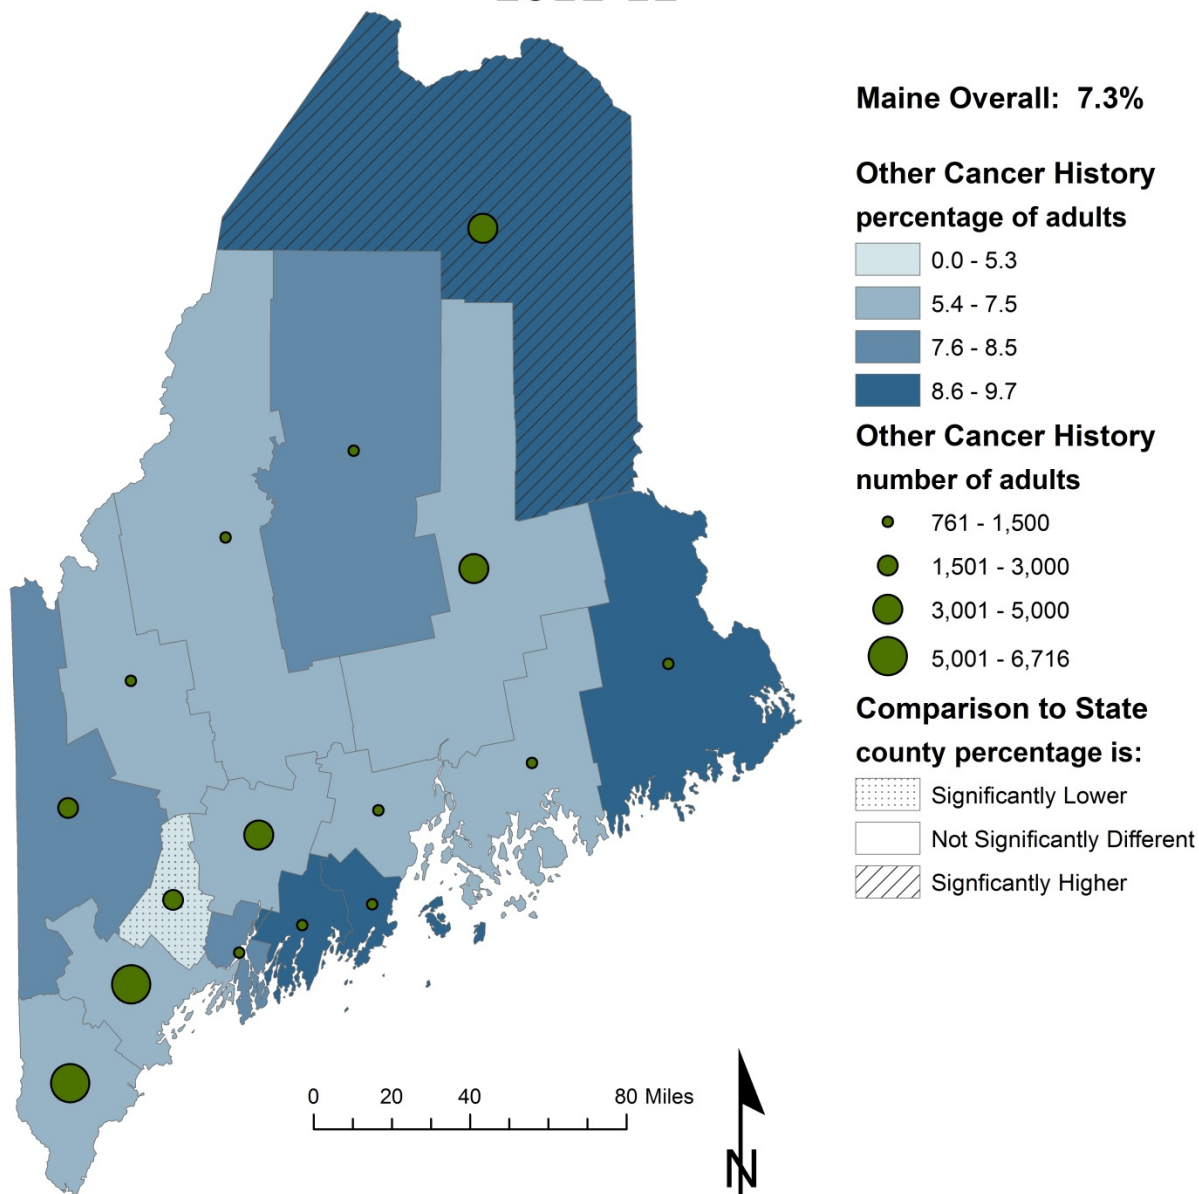 Maine Overall: 7.3%
Other Cancer History
percentage of adults
0.0 - 5.3
5.4 - 7.5
7.6 - 8.5
8.6 - 9.7
Other Cancer History
number of adults
761 - 1,500
1,501 - 3,000
3,001 - 5,000
5,001 - 6,716
Comparison to State
county percentage is:
Significantly Lower
Not Significantly Different
Signficantly Higher
0 20 40 80 Miles
N